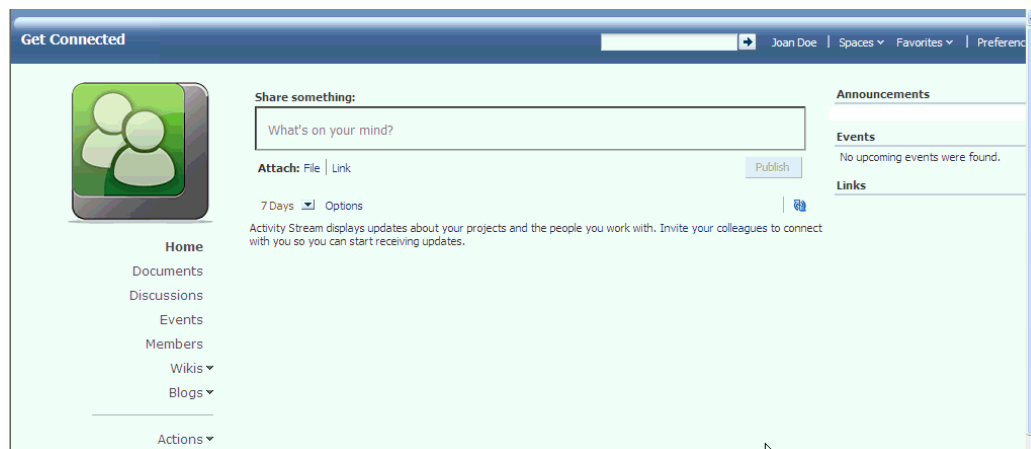 Get Connected
Joan Doe | Spaces Favorites | Preferenc
Share something:
What's on your mind?
Attach: File | Link
Publish
7 Days Options
Activity Stream displays updates about your projects and the people you work with. Invite your colleagues to connect
with you so you can start receiving updates.
Home
Documents
Discussions
Events
Members
Wikis
Blogs
Actions
Announcements
Events
No upcoming events were found.
Links